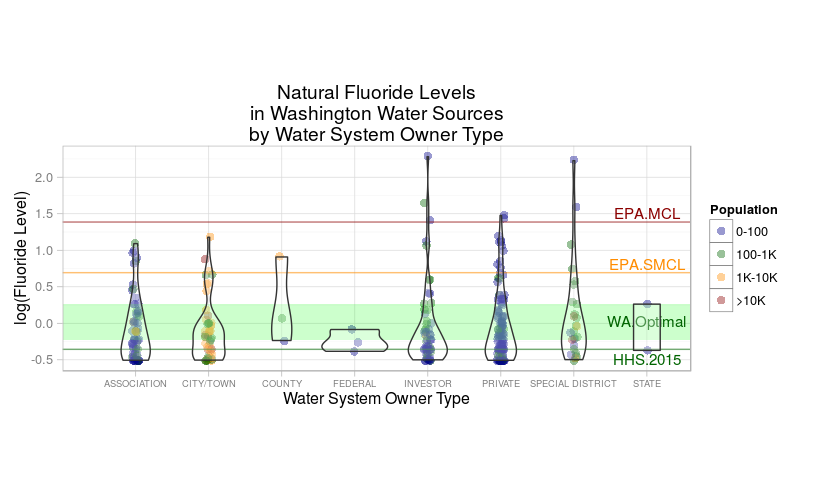 Natural Fluoride Levels
in Washington Water Sources
by Water System Owner Type
log(Fluoride Level)
2.0
1.5
1.0
0.5
0.0
-0.5
EPA.MCL
EPA.SMCL
WA.Optimal
HHS.2015
ASSOCIATION CITY/TOWN COUNTY FEDERAL INVESTOR PRIVATE SPECIAL DISTRICT STATE
Water System Owner Type
Population
0-100
100-1K
1K-10K
>10K